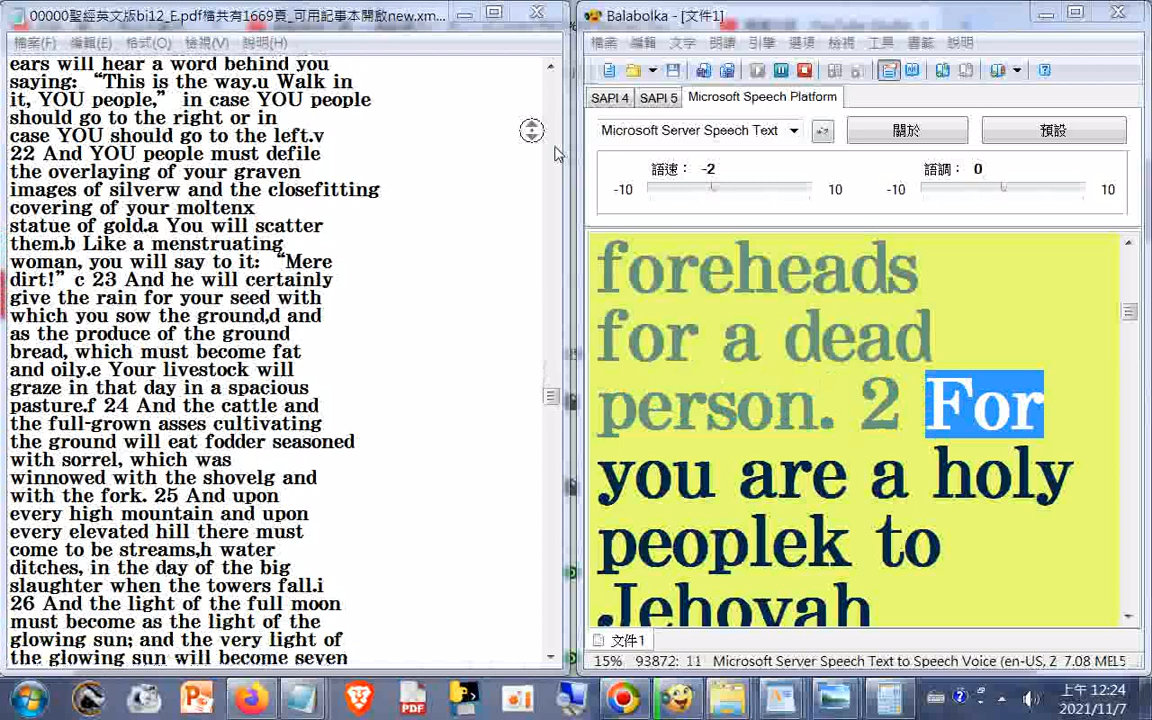 00000聖經英文版bi12_E.pdf檔共有1669頁_可用記事本開啟new.xm...
檔案(F) 編輯(E) 格式(O) 檢視(V) 說明(H)
ears will hear a word behind you
saying: “This is the way.u Walk in
it, YOU people,” in case YOU people
should go to the right or in
case YOU should go to the left.v
22 And YOU people must defile
the overlaying of your graven
images of silverw and the closefitting
covering of your moltenx
statue of gold.a You will scatter
them.b Like a menstruating
woman, you will say to it: “Mere
dirt!” c 23 And he will certainly
give the rain for your seed with
which you sow the ground,d and
as the produce of the ground
bread, which must become fat
and oily.e Your livestock will
graze in that day in a spacious
pasture.f 24 And the cattle and
the full-grown asses cultivating
the ground will eat fodder seasoned
with sorrel, which was
winnowed with the shovelg and
with the fork. 25 And upon
every high mountain and upon
every elevated hill there must
come to be streams,h water
ditches, in the day of the big
slaughter when the towers fall.i
26 And the light of the full moon
must become as the light of the
glowing sun; and the very light of
the glowing sun will become seven
Balabolka - [文件1]
檔案 編輯 文字 朗讀 引擎 選項 檢視 工具 書籤 說明
SAPI 4 SAPI 5 Microsoft Speech Platform
Microsoft Server Speech Text 關於 預設
語速： -2 語調： 0
-10 10 -10 10
foreheads
for a dead
person. 2 For
you are a holy
peoplek to
Jehovah
文件1
15% 93872: 11 Microsoft Server Speech Text to Speech Voice (en-US, Z 7.08 MB
上午 12:24
2021/11/7